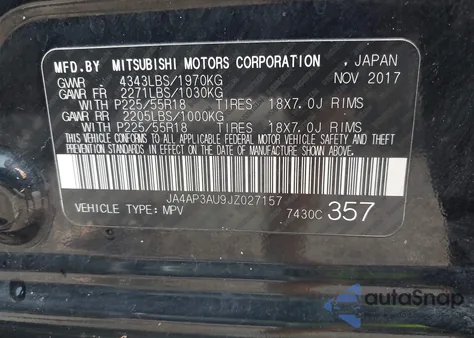 MFD.BY MITSUBISHI MOTORS CORPORATION , JAPAN
GVWR 4343LBS/1970KG NOV 2017
GAWR FR 2271LBS/1030KG
WITH P225/55R18 TIRES 18X7.0J RIMS
GAWR RR 2205LBS/1000KG
WITH P225/55R18 TIRES 18X7.0J RIMS
THIS VEHICLE CONFORMS TO ALL APPLICABLE FEDERAL MOTOR VEHICLE SAFETY AND THEFT
PREVENTION STANDARDS IN EFFECT ON THE DATE OF MANUFACTURE SHOWN ABOVE.
JA4AP3AU9JZ027157
VEHICLE TYPE: MPV 7430C 357
autoSnap